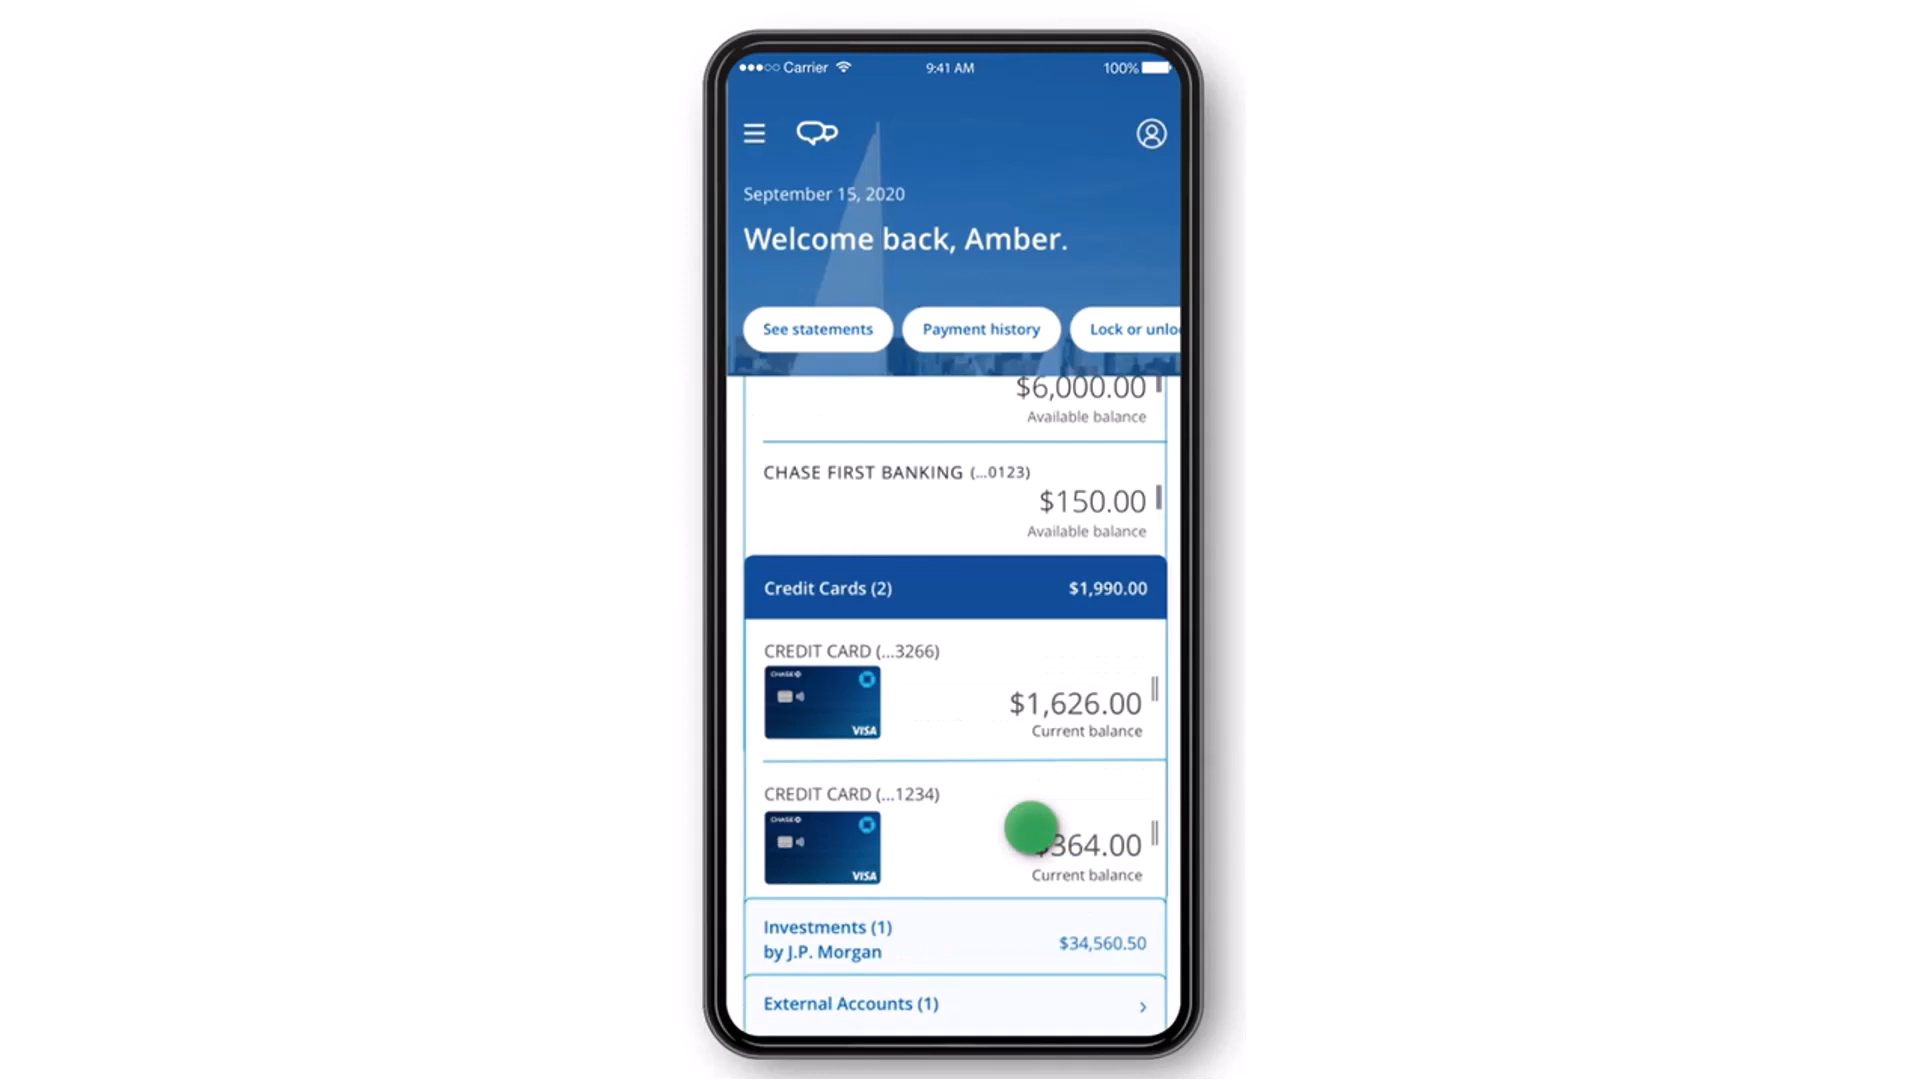 Carrier 9:41 AM 100%
September 15, 2020
Welcome back, Amber.
See statements Payment history Lock or unlo
$6,000.00
Available balance
CHASE FIRST BANKING (...0123)
$150.00
Available balance
Credit Cards (2) $1,990.00
CREDIT CARD (...3266)
CHASE
$1,626.00
VISA
Current balance
CREDIT CARD (...1234)
CHASE
364.00
VISA
Current balance
Investments (1)
by J.P. Morgan
$34,560.50
External Accounts (1)